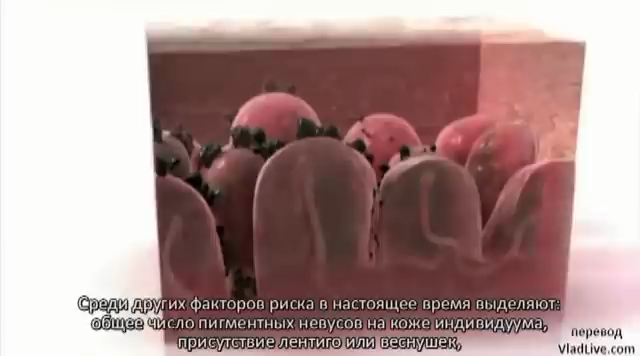 Среди других факторов риска в настоящее время выделяют:
общее число пигментных невусов на коже индивидуума,
присутствие лентиго или веснушек,
перевод
VladLive.com